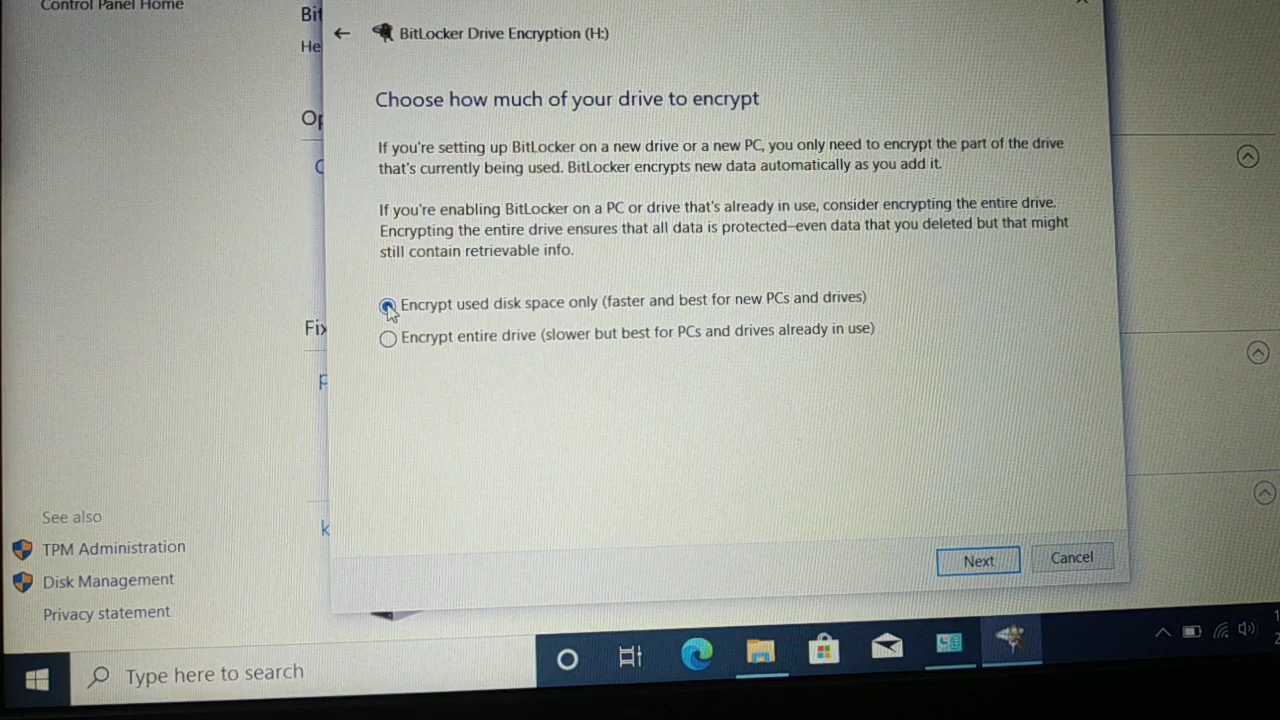 Control Panel Home
Bit
He
Op
C
Fix
P
k
BitLocker Drive Encryption (H:)
Choose how much of your drive to encrypt
If you're setting up BitLocker on a new drive or a new PC, you only need to encrypt the part of the drive
that's currently being used. BitLocker encrypts new data automatically as you add it.
If you're enabling BitLocker on a PC or drive that's already in use, consider encrypting the entire drive.
Encrypting the entire drive ensures that all data is protected–even data that you deleted but that might
still contain retrievable info.
Encrypt used disk space only (faster and best for new PCs and drives)
Encrypt entire drive (slower but best for PCs and drives already in use)
Next
Cancel
See also
TPM Administration
Disk Management
Privacy statement
Type here to search